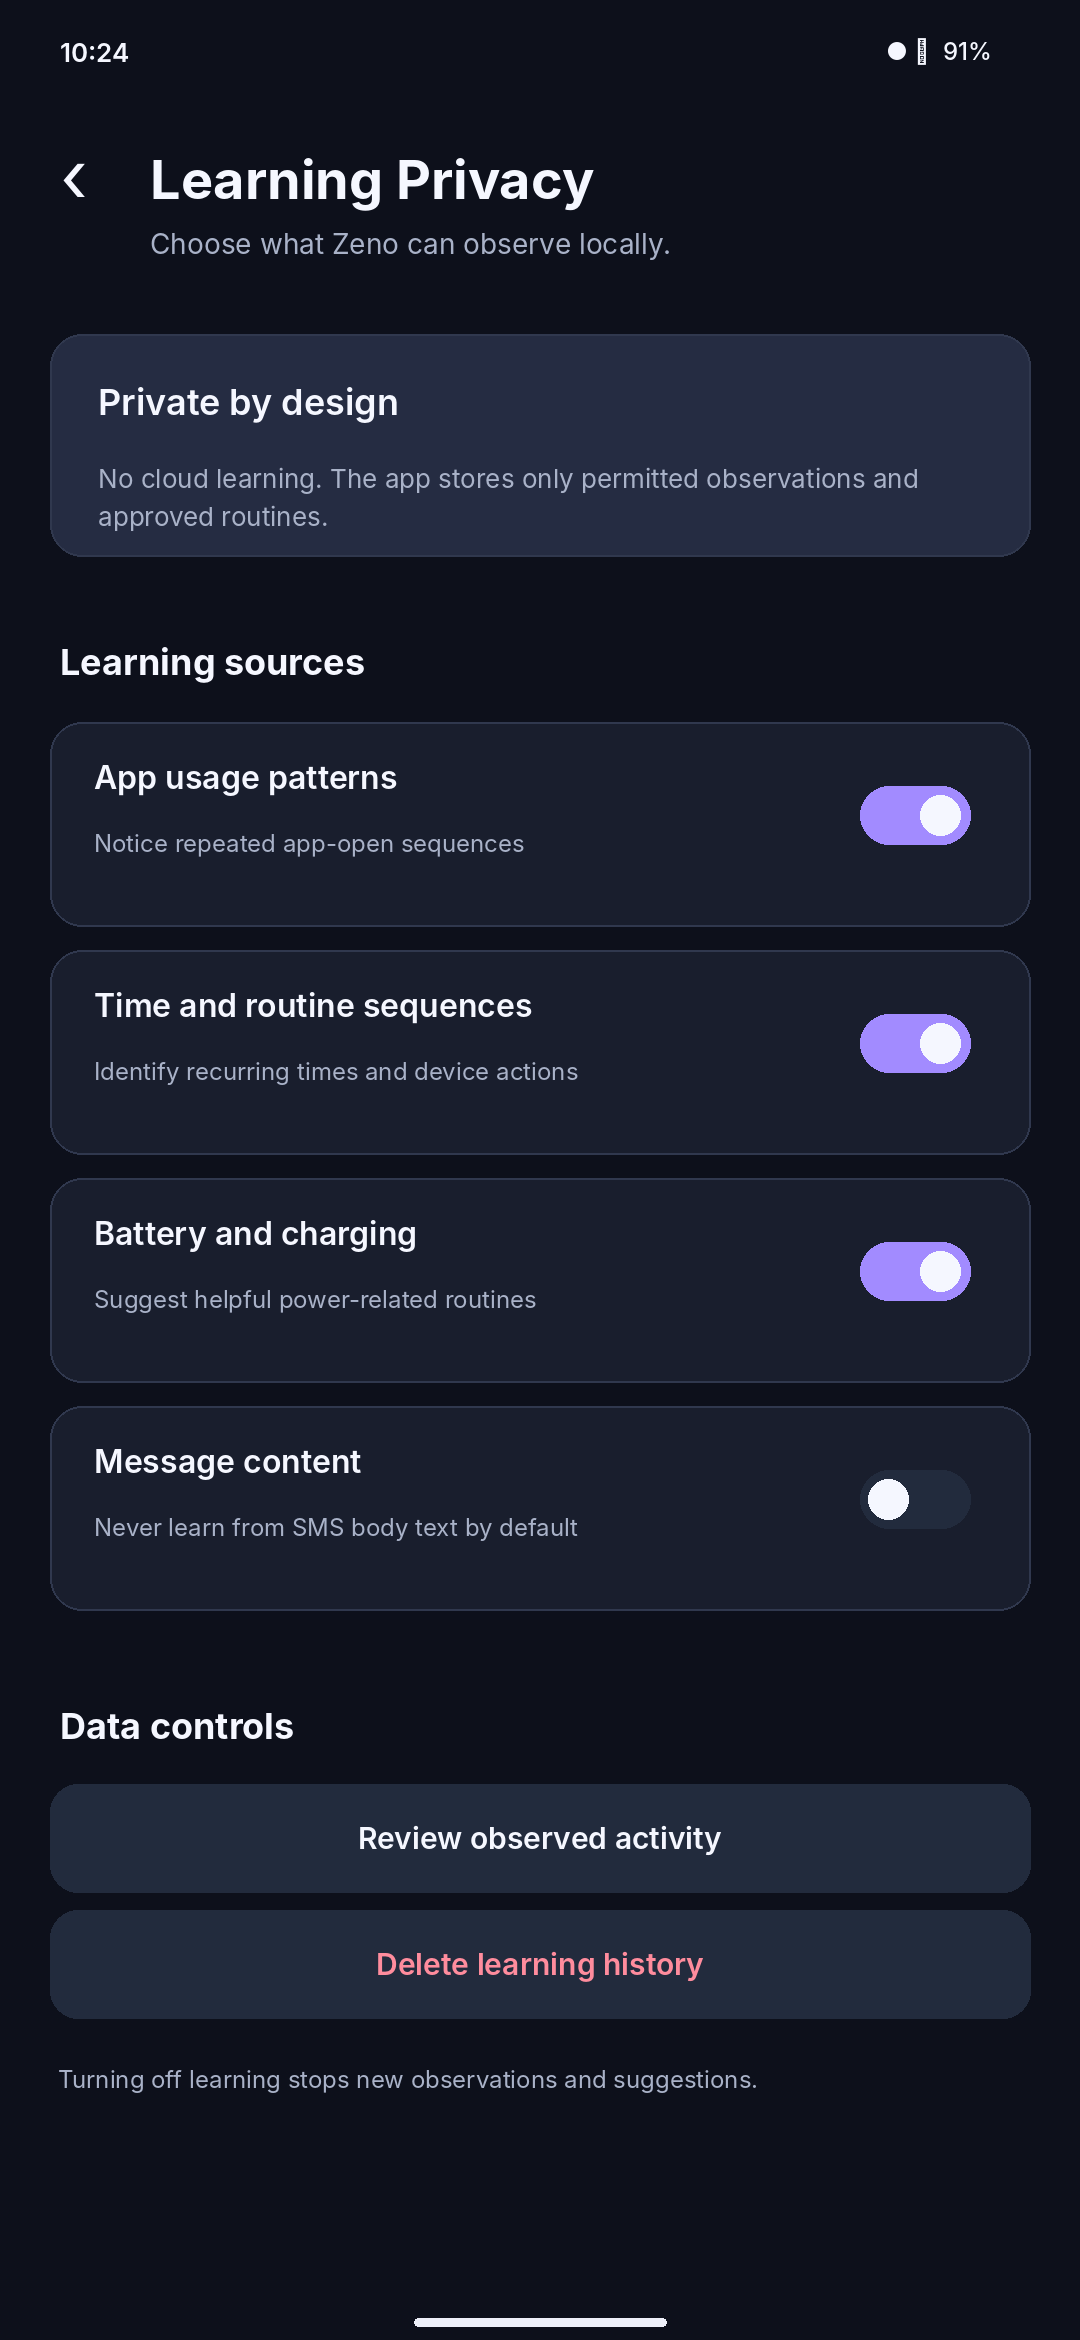 10:24
91%
Learning Privacy
Choose what Zeno can observe locally.
Private by design
No cloud learning. The app stores only permitted observations and
approved routines.
Learning sources
App usage patterns
Notice repeated app-open sequences
Time and routine sequences
Identify recurring times and device actions
Battery and charging
Suggest helpful power-related routines
Message content
Never learn from SMS body text by default
Data controls
Review observed activity
Delete learning history
Turning off learning stops new observations and suggestions.